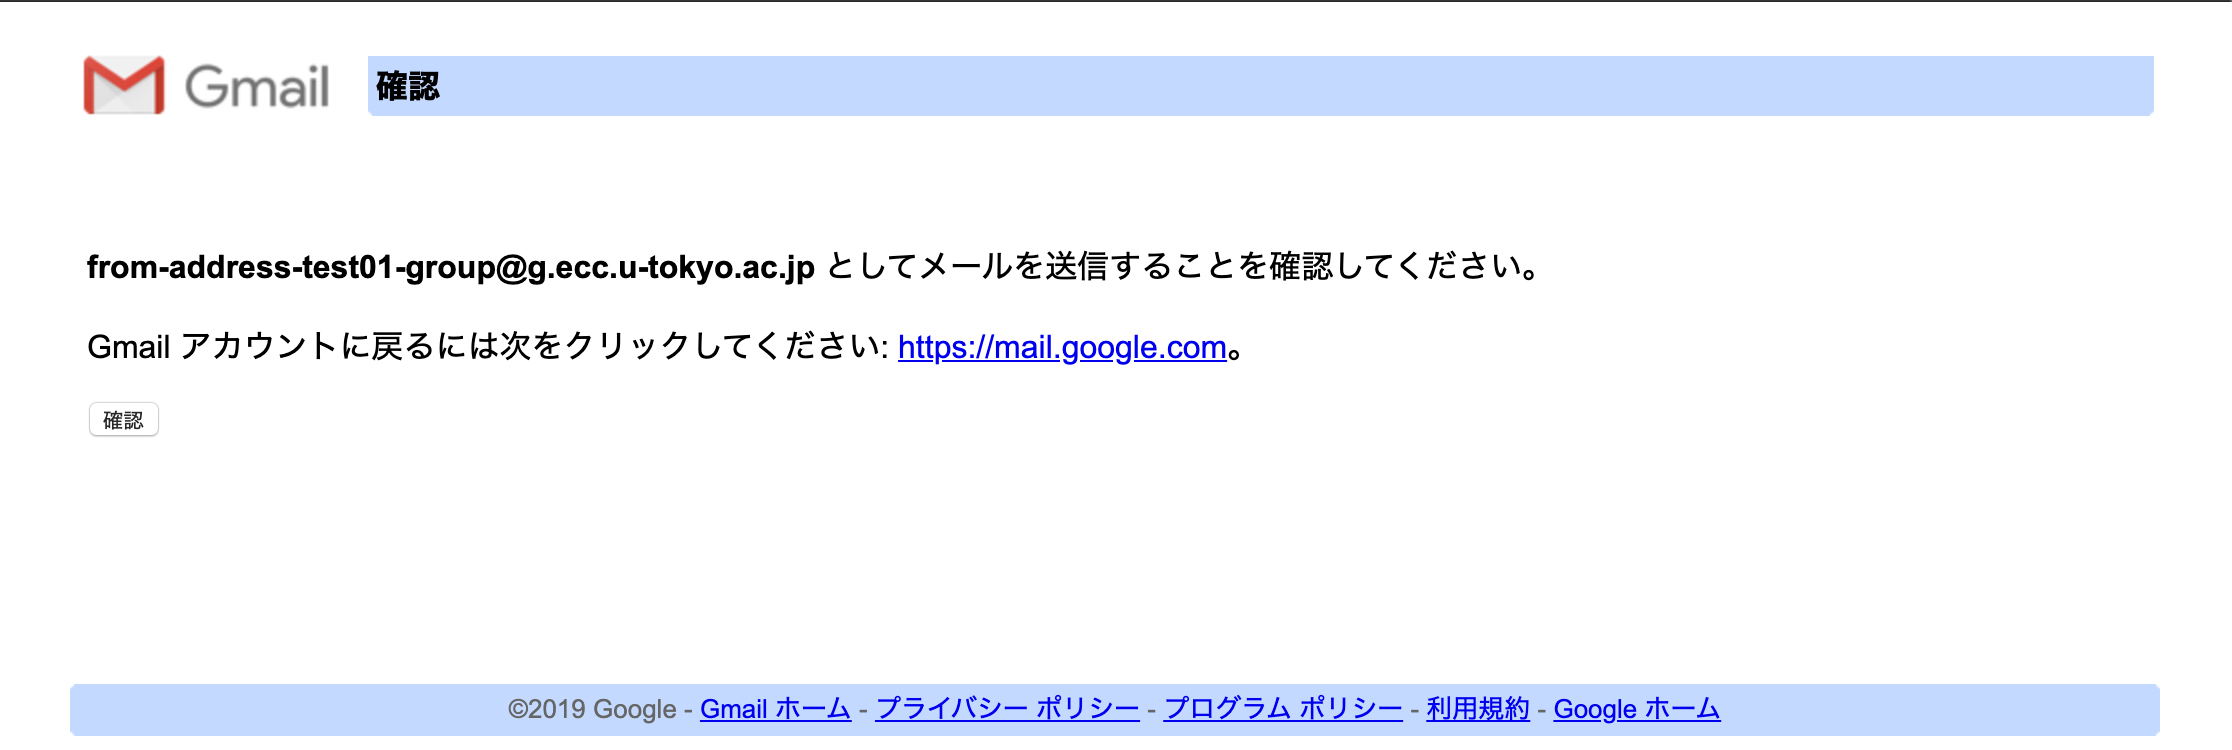 Gmail 確認
from-address-test01-group@g.ecc.u-tokyo.ac.jp としてメールを送信することを確認してください。
Gmail アカウントに戻るには次をクリックしてください: https://mail.google.com。
確認
©2019 Google - Gmail ホーム - プライバシー ポリシー - プログラム ポリシー - 利用規約 - Google ホーム